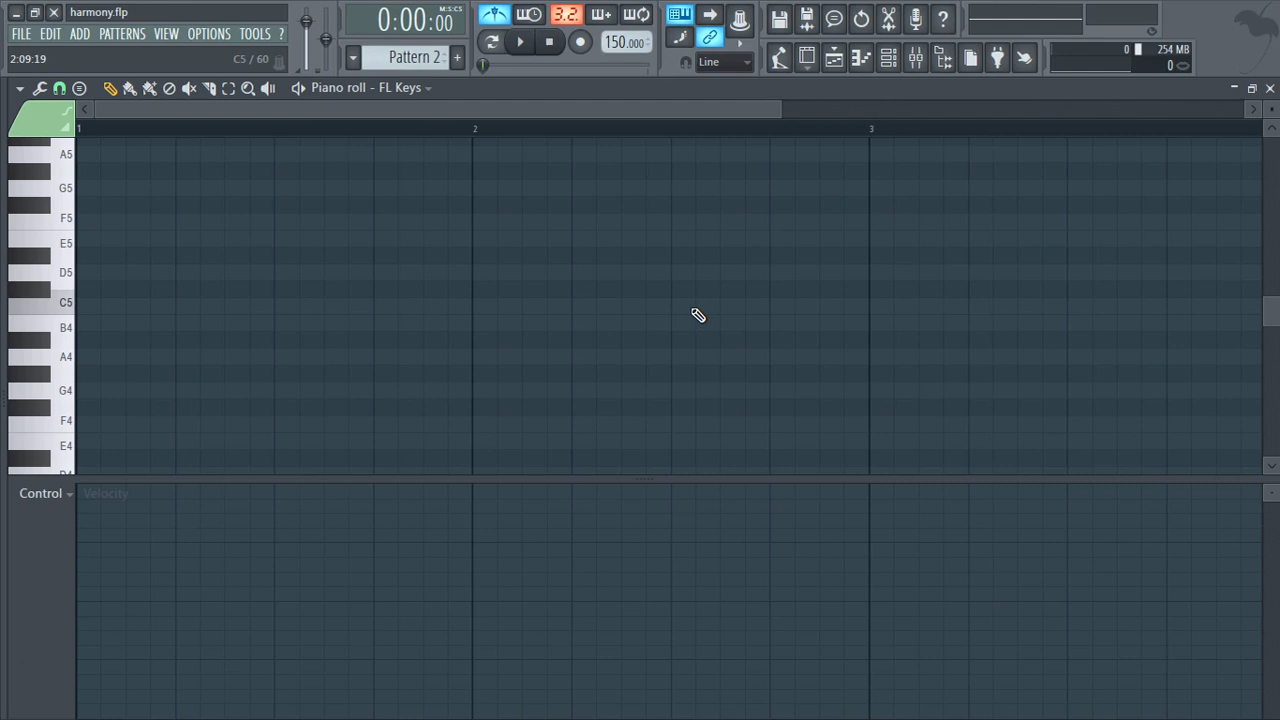 harmony.flp
FILE EDIT ADD PATTERNS VIEW OPTIONS TOOLS ?
2:09:19 C5 / 60
0:00:00 M:S:CS
Pattern 2 +
3.2.
150.000
Line
0 254 MB
0
Piano roll - FL Keys
1 2 3
A5
G5
F5
E5
D5
C5
B4
A4
G4
F4
E4
Control Velocity